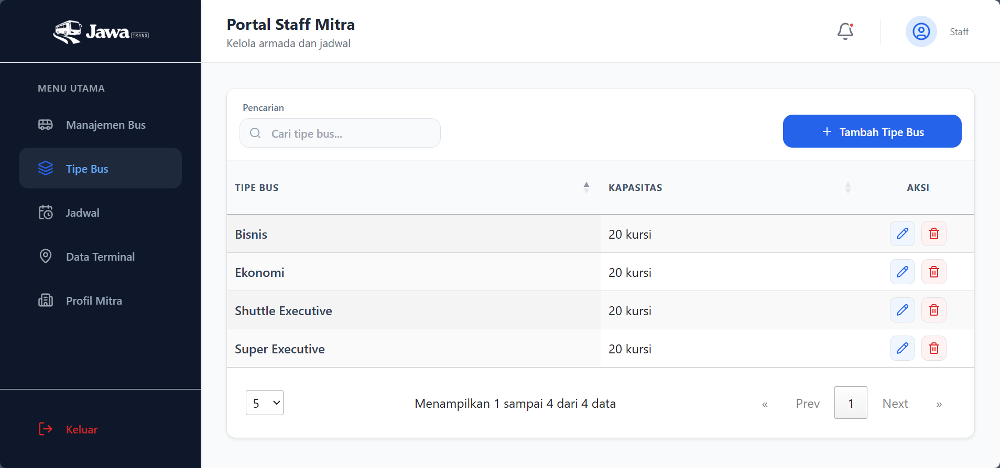 Jawa TRANS
MENU UTAMA
Manajemen Bus
Tipe Bus
Jadwal
Data Terminal
Profil Mitra
Keluar
Portal Staff Mitra
Kelola armada dan jadwal
Staff
Pencarian
Cari tipe bus...
+ Tambah Tipe Bus
TIPE BUS KAPASITAS AKSI
Bisnis 20 kursi
Ekonomi 20 kursi
Shuttle Executive 20 kursi
Super Executive 20 kursi
5 Menampilkan 1 sampai 4 dari 4 data « Prev 1 Next »